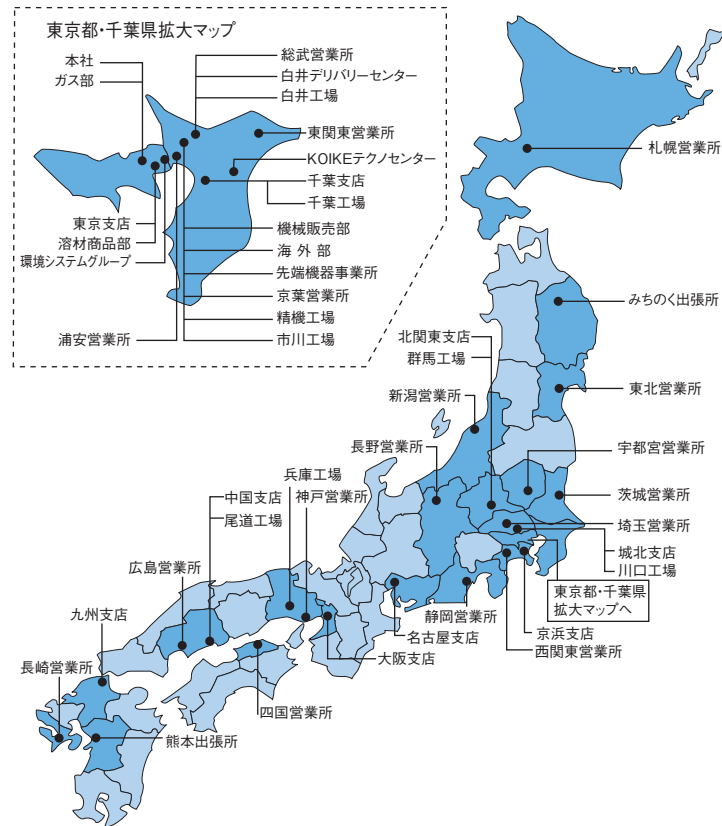 東京都・千葉県拡大マップ
本社
ガス部
総武営業所
白井デリバリーセンター
白井工場
東関東営業所
KOIKEテクノセンター
千葉支店
千葉工場
東京支店
溶材商品部
環境システムグループ
機械販売部
海 外 部
先端機器事業所
京葉営業所
精機工場
市川工場
浦安営業所
札幌営業所
みちのく出張所
北関東支店
群馬工場
東北営業所
新潟営業所
長野営業所
宇都宮営業所
兵庫工場
神戸営業所
中国支店
尾道工場
茨城営業所
埼玉営業所
広島営業所
城北支店
川口工場
東京都・千葉県
拡大マップへ
九州支店
静岡営業所
京浜支店
名古屋支店
西関東営業所
大阪支店
長崎営業所
四国営業所
熊本出張所